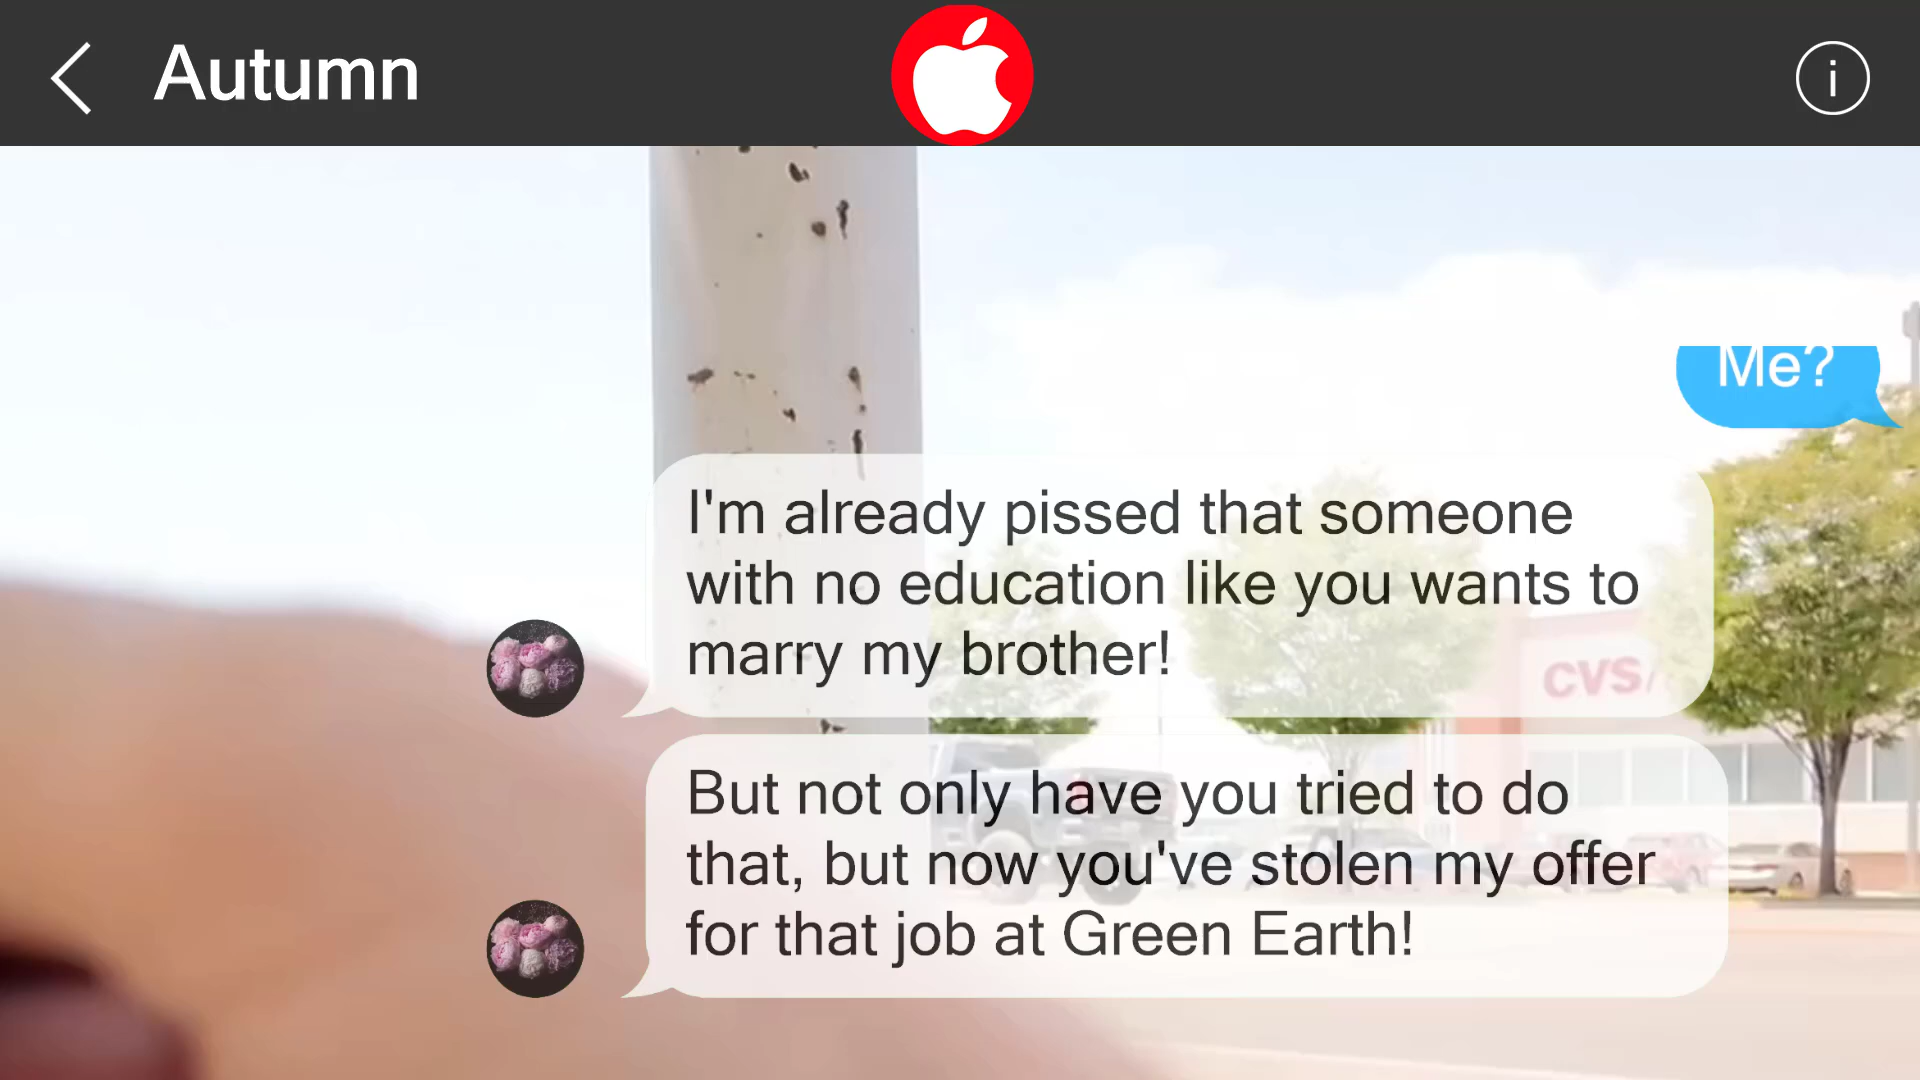 Autumn
i
Me?
I'm already pissed that someone
with no education like you wants to
marry my brother!
But not only have you tried to do
that, but now you've stolen my offer
for that job at Green Earth!
CVS/